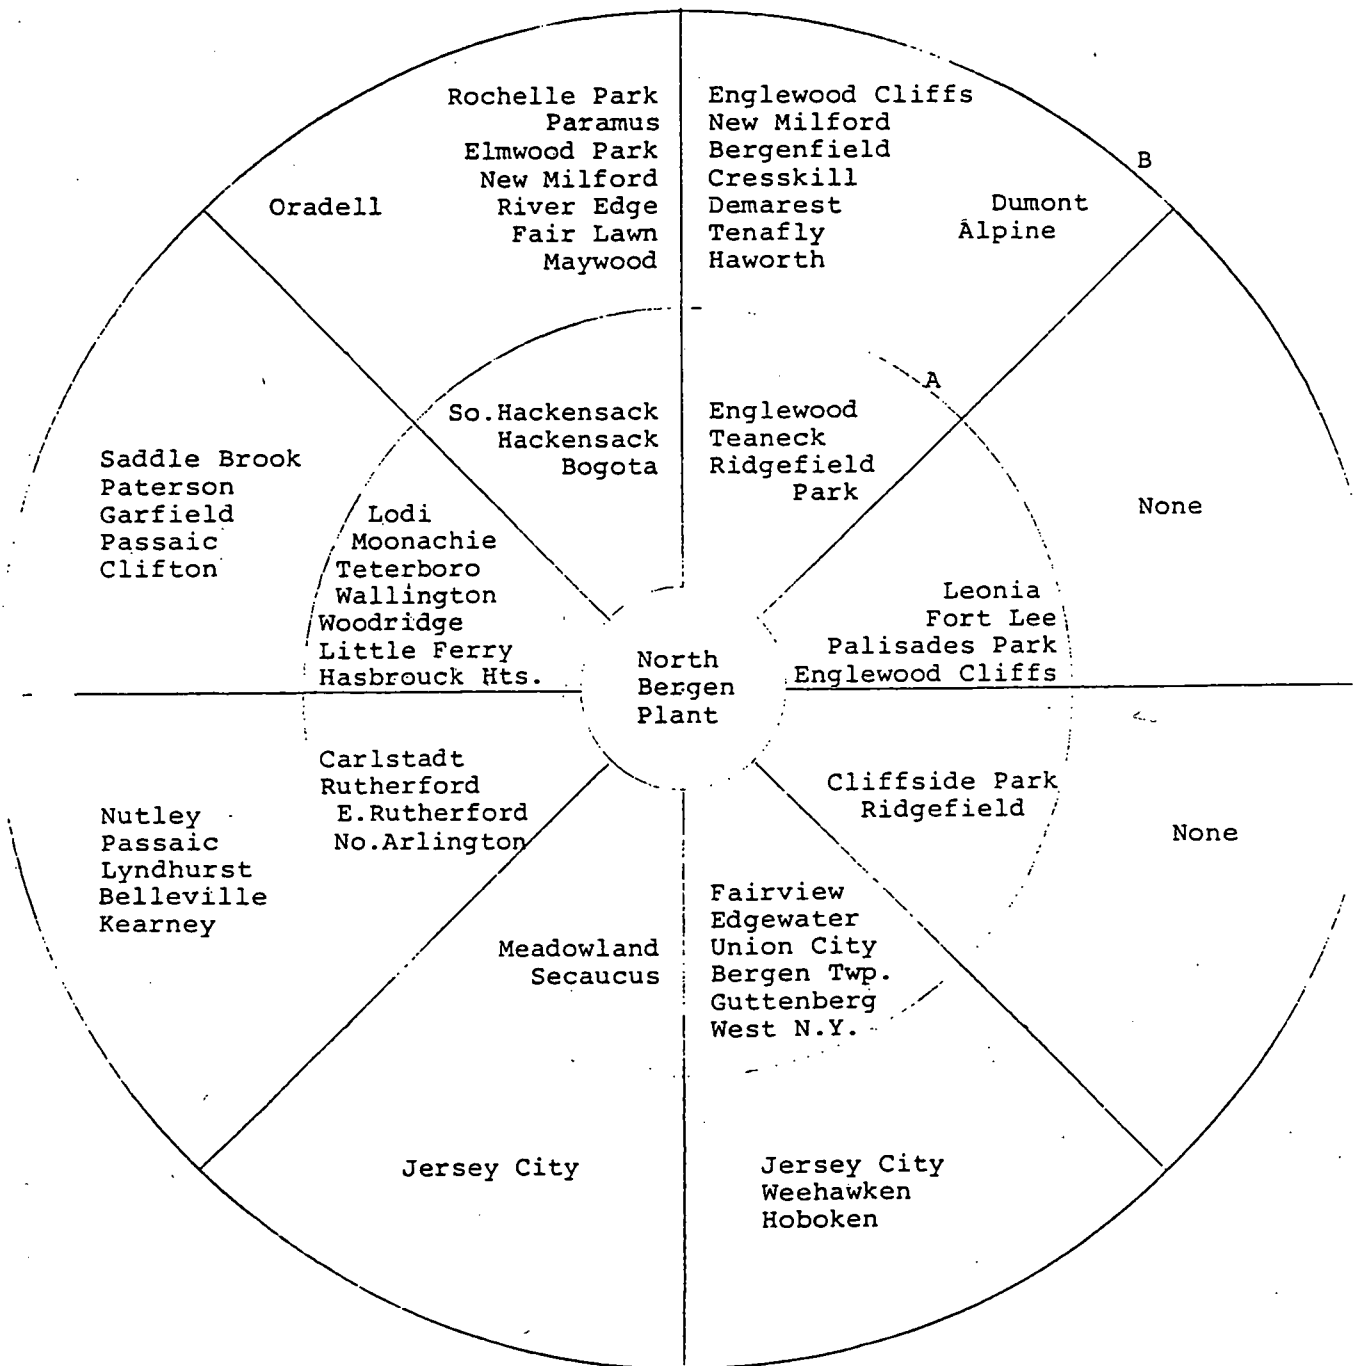 Rochelle Park
Paramus
Elmwood Park
New Milford
River Edge
Fair Lawn
Maywood
Oradell
Englewood Cliffs
New Milford
Bergenfield
Cresskill
Demarest
Tenafly
Haworth
Dumont
Alpine
B
So.Hackensack
Hackensack
Bogota
Englewood
Teaneck
Ridgefield
Park
A
Saddle Brook
Paterson
Garfield
Passaic
Clifton
Lodi
Moonachie
Teterboro
Wallington
Woodridge
Little Ferry
Hasbrouck Hts.
North
Bergen
Plant
Leonia
Fort Lee
Palisades Park
Englewood Cliffs
None
Nutley
Passaic
Lyndhurst
Belleville
Kearney
Carlstadt
Rutherford
E.Rutherford
No.Arlington
Cliffside Park
Ridgefield
None
Meadowland
Secaucus
Fairview
Edgewater
Union City
Bergen Twp.
Guttenberg
West N.Y.
Jersey City
Jersey City
Weehawken
Hoboken